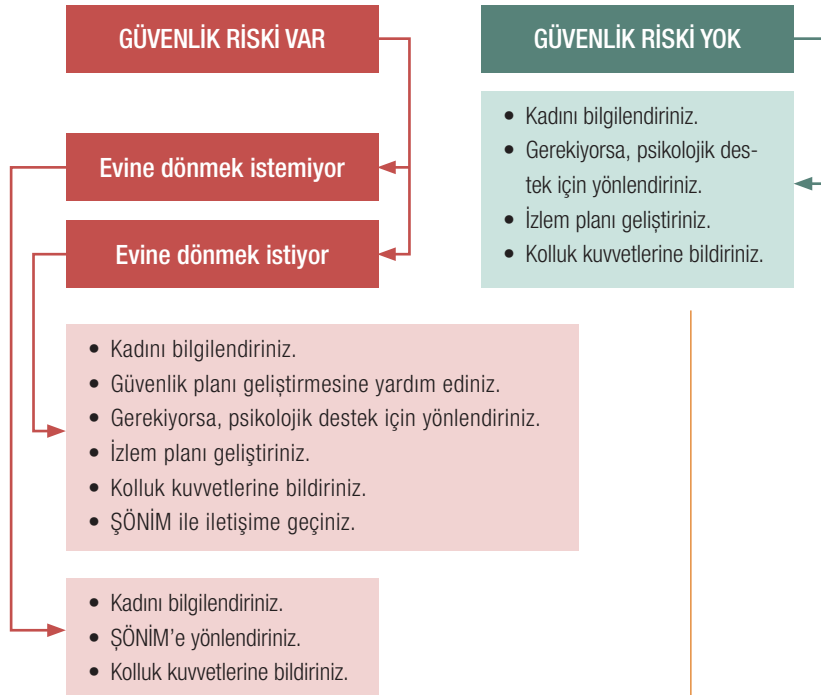 GÜVENLİK RİSKİ VAR
Evine dönmek istemiyor
Evine dönmek istiyor
• Kadını bilgilendiriniz.
• Güvenlik planı geliştirmesine yardım ediniz.
• Gerekiyorsa, psikolojik destek için yönlendiriniz.
• İzlem planı geliştiriniz.
• Kolluk kuvvetlerine bildiriniz.
• ŞÖNİM ile iletişime geçiniz.
• Kadını bilgilendiriniz.
• ŞÖNİM’e yönlendiriniz.
• Kolluk kuvvetlerine bildiriniz.
GÜVENLİK RİSKİ YOK
• Kadını bilgilendiriniz.
• Gerekiyorsa, psikolojik des-
tek için yönlendiriniz.
• İzlem planı geliştiriniz.
• Kolluk kuvvetlerine bildiriniz.